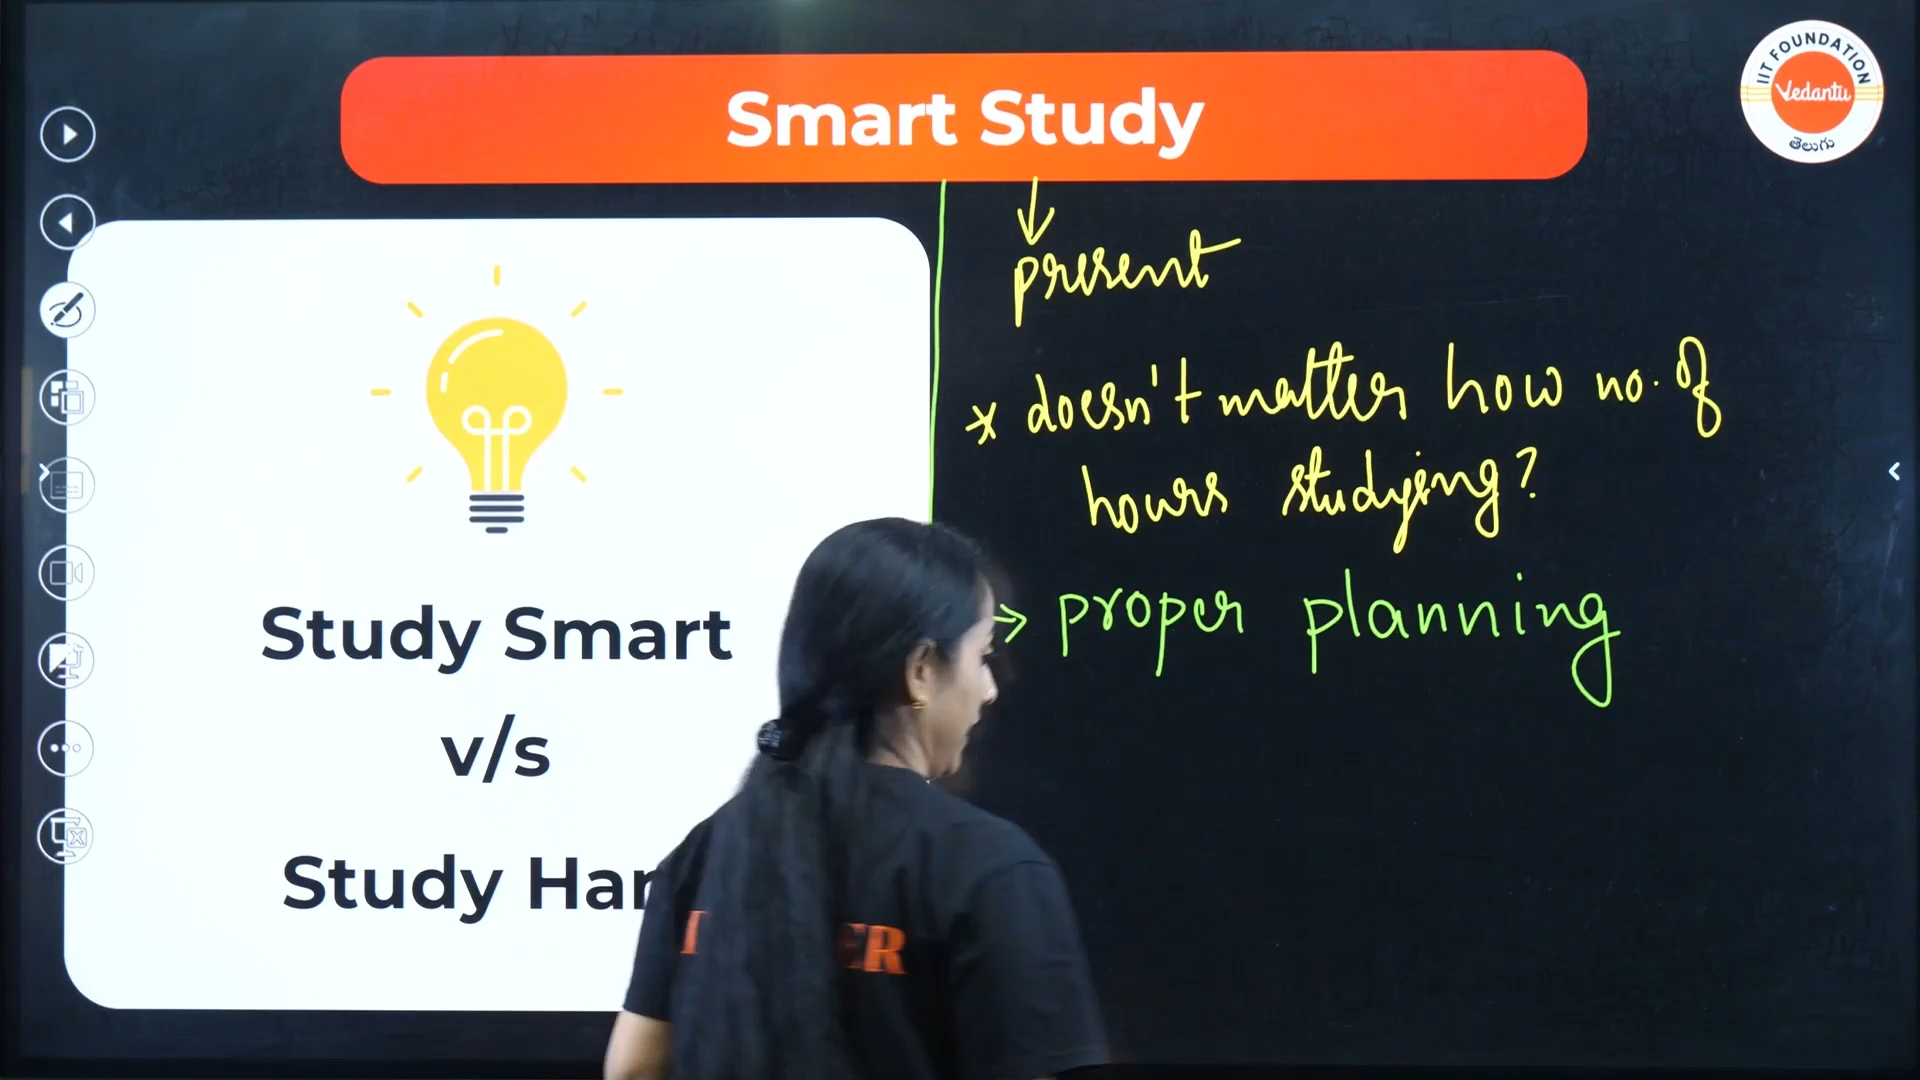 Smart Study
IIT FOUNDATION
Vedantu
తెలుగు
present
* doesn't matter how no. of
hours studying?
→ proper planning
Study Smart
v/s
Study Har
ER